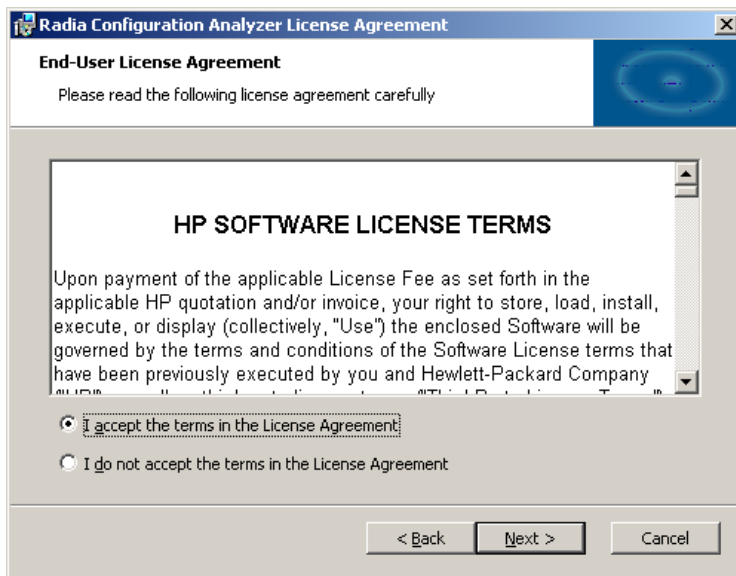 Radia Configuration Analyzer License Agreement
End-User License Agreement
Please read the following license agreement carefully
HP SOFTWARE LICENSE TERMS
Upon payment of the applicable License Fee as set forth in the
applicable HP quotation and/or invoice, your right to store, load, install,
execute, or display (collectively, "Use") the enclosed Software will be
governed by the terms and conditions of the Software License terms that
have been previously executed by you and Hewlett-Packard Company
I accept the terms in the License Agreement
I do not accept the terms in the License Agreement
< Back
Next >
Cancel